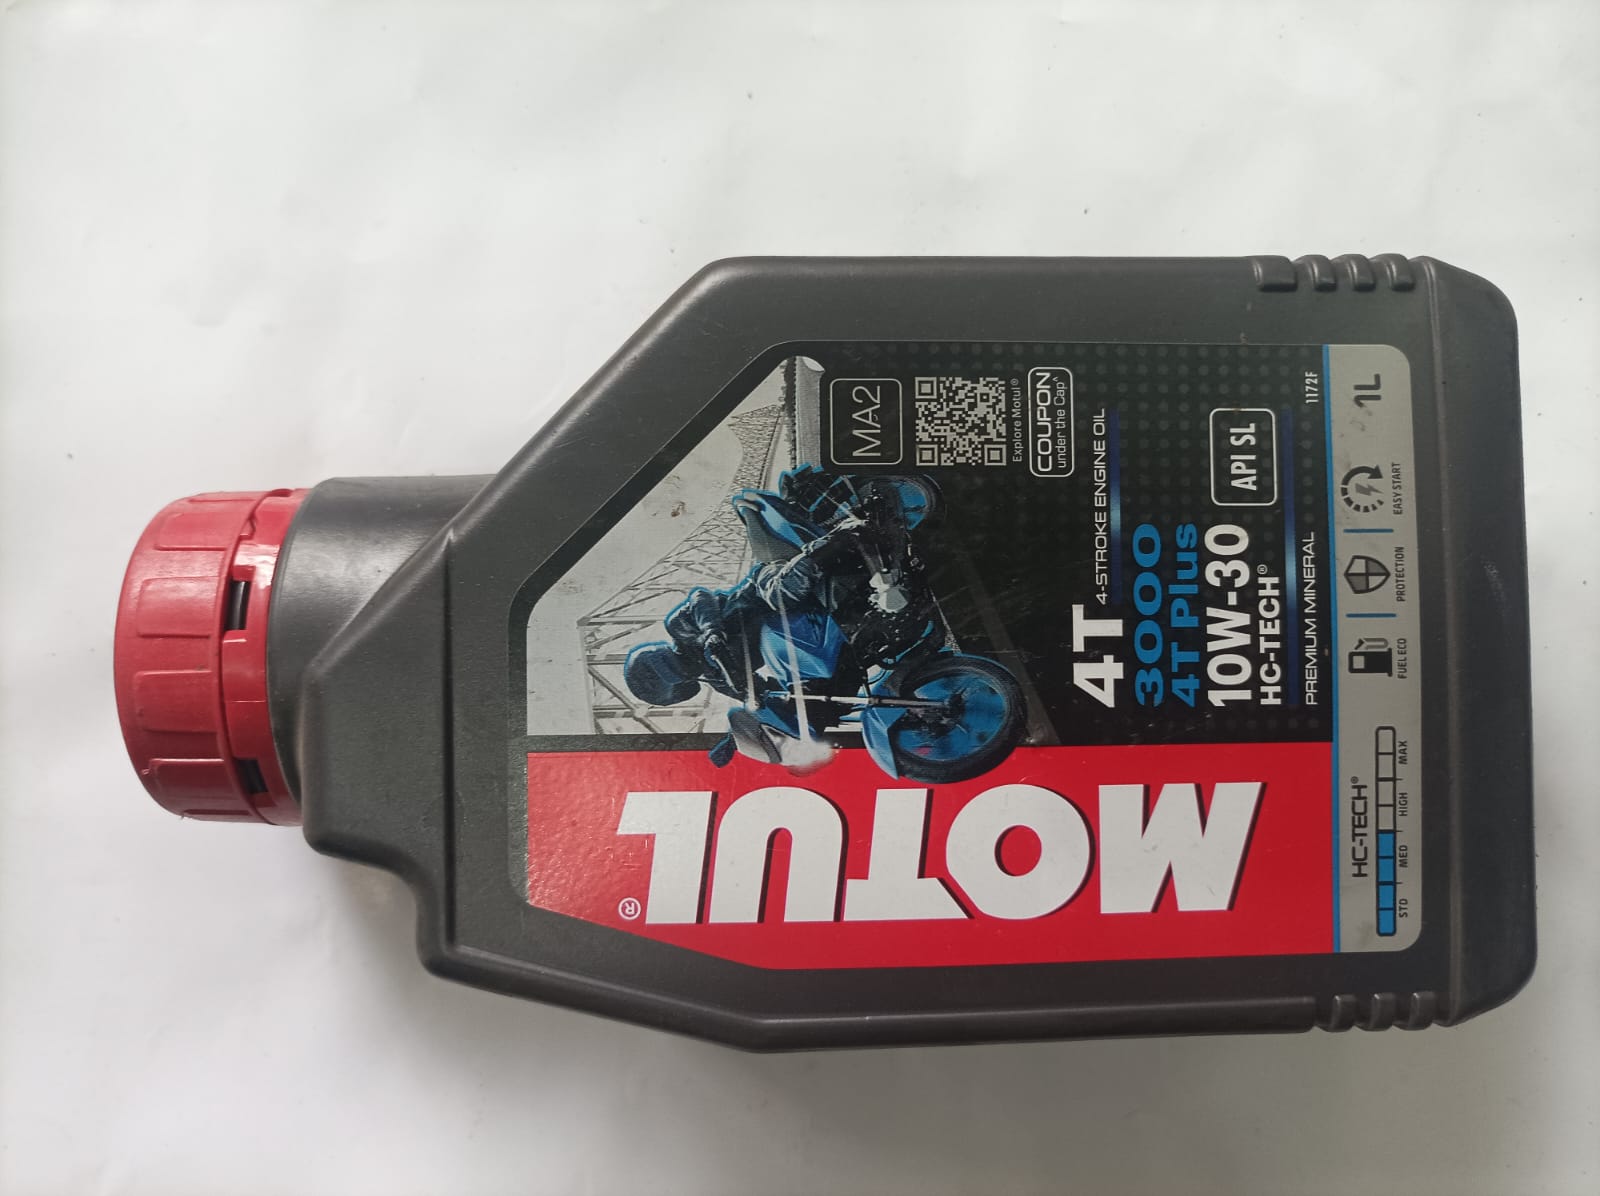 MOTUL®
MA2
Explore Motul®
COUPON
under the Cap^
4T
4-STROKE ENGINE OIL
3000
4T Plus
10W-30
API SL
HC-TECH®
PREMIUM MINERAL
1172F
HC-TECH®
STD MED HIGH MAX
FUEL ECO
PROTECTION
EASY START
1L